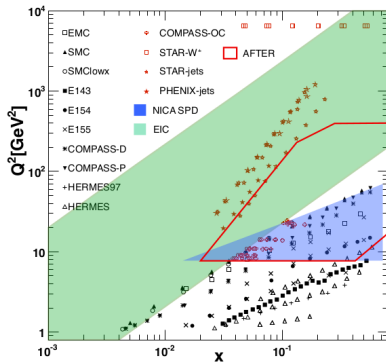 EMC
SMC
SMClowx
E143
E154
E155
COMPASS-D
COMPASS-P
HERMES97
HERMES
COMPASS-OC
STAR-W±
STAR-jets
PHENIX-jets
NICA SPD
EIC
AFTER
Q²[GeV²]
10⁴
10³
10²
10
1
10⁻³
10⁻²
10⁻¹
1
x